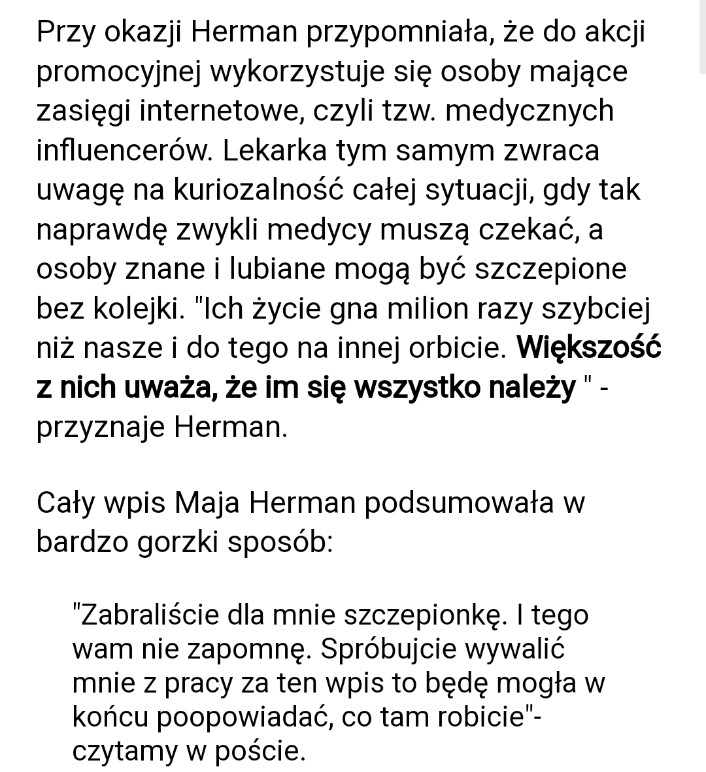 Przy okazji Herman przypomniała, że do akcji
promocyjnej wykorzystuje się osoby mające
zasięgi internetowe, czyli tzw. medycznych
influencerów. Lekarka tym samym zwraca
uwagę na kuriozalność całej sytuacji, gdy tak
naprawdę zwykli medycy muszą czekać, a
osoby znane i lubiane mogą być szczepione
bez kolejki. "Ich życie gna milion razy szybciej
niż nasze i do tego na innej orbicie. Większość
z nich uważa, że im się wszystko należy " -
przyznaje Herman.
Cały wpis Maja Herman podsumowała w
bardzo gorzki sposób:
"Zabraliście dla mnie szczepionkę. I tego
wam nie zapomnę. Spróbujcie wywalić
mnie z pracy za ten wpis to będę mogła w
końcu poopowiadać, co tam robicie"-
czytamy w poście.